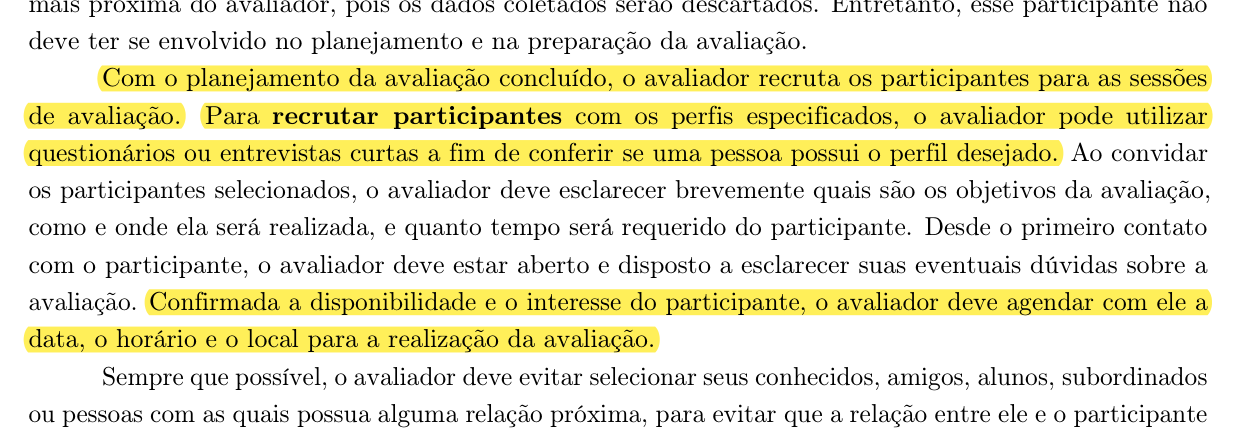 mais próxima do avaliador, pois os dados coletados serão descartados. Entretanto, esse participante não
deve ter se envolvido no planejamento e na preparação da avaliação.
Com o planejamento da avaliação concluído, o avaliador recruta os participantes para as sessões
de avaliação. Para recrutar participantes com os perfis especificados, o avaliador pode utilizar
questionários ou entrevistas curtas a fim de conferir se uma pessoa possui o perfil desejado. Ao convidar
os participantes selecionados, o avaliador deve esclarecer brevemente quais são os objetivos da avaliação,
como e onde ela será realizada, e quanto tempo será requerido do participante. Desde o primeiro contato
com o participante, o avaliador deve estar aberto e disposto a esclarecer suas eventuais dúvidas sobre a
avaliação. Confirmada a disponibilidade e o interesse do participante, o avaliador deve agendar com ele a
data, o horário e o local para a realização da avaliação.
Sempre que possível, o avaliador deve evitar selecionar seus conhecidos, amigos, alunos, subordinados
ou pessoas com as quais possua alguma relação próxima, para evitar que a relação entre ele e o participante